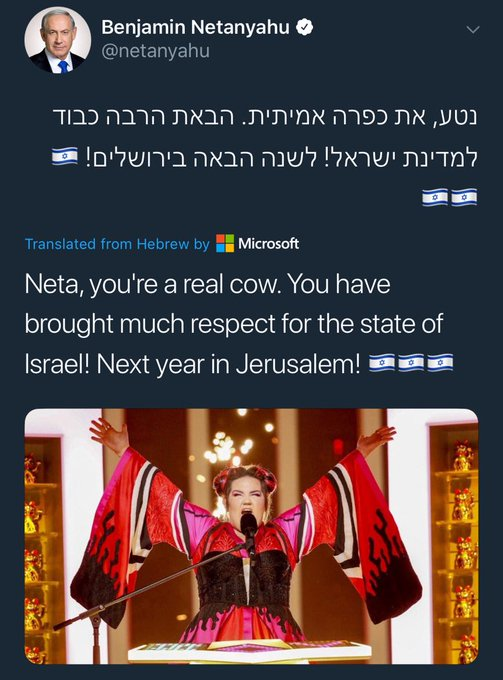 Benjamin Netanyahu
@netanyahu
נטע, את כפרה אמיתית. הבאת הרבה כבוד
למדינת ישראל! לשנה הבאה בירושלים! 🇮🇱
🇮🇱🇮🇱
Translated from Hebrew by Microsoft
Neta, you're a real cow. You have
brought much respect for the state of
Israel! Next year in Jerusalem! 🇮🇱🇮🇱🇮🇱